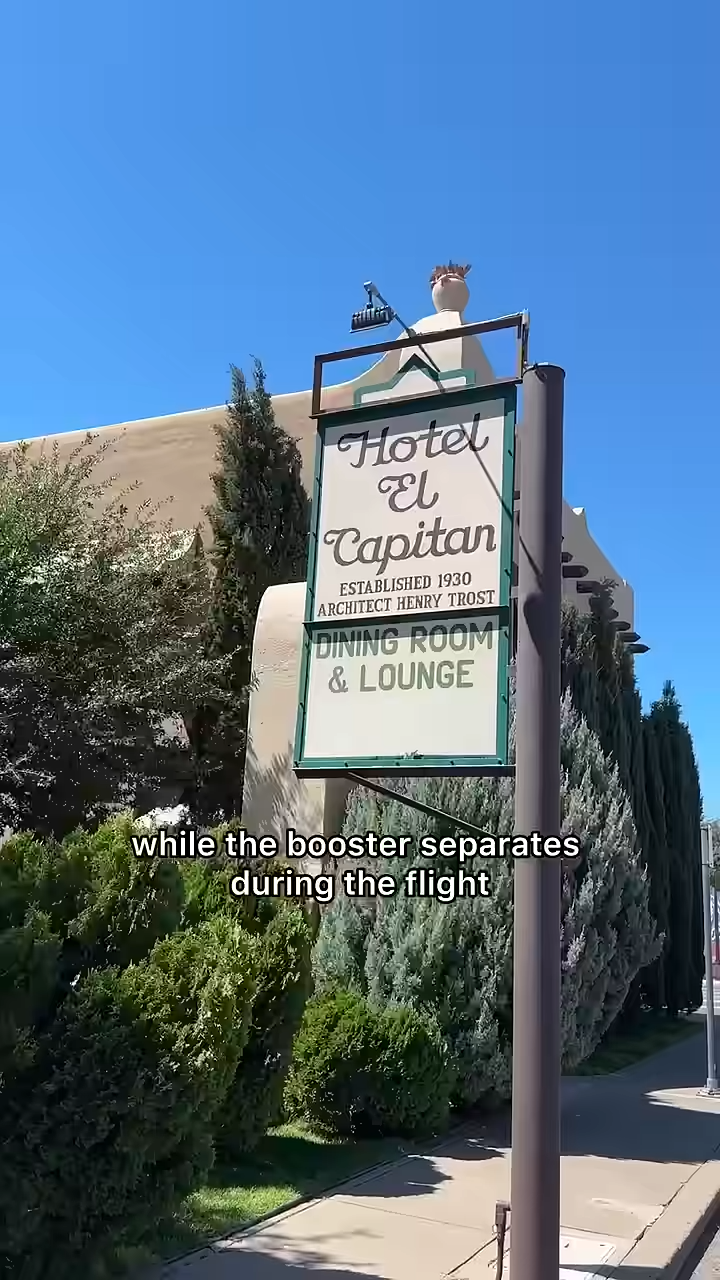 Hotel
El
Capitan
ESTABLISHED 1930
ARCHITECT HENRY TROST
DINING ROOM
& LOUNGE
while the booster separates
during the flight